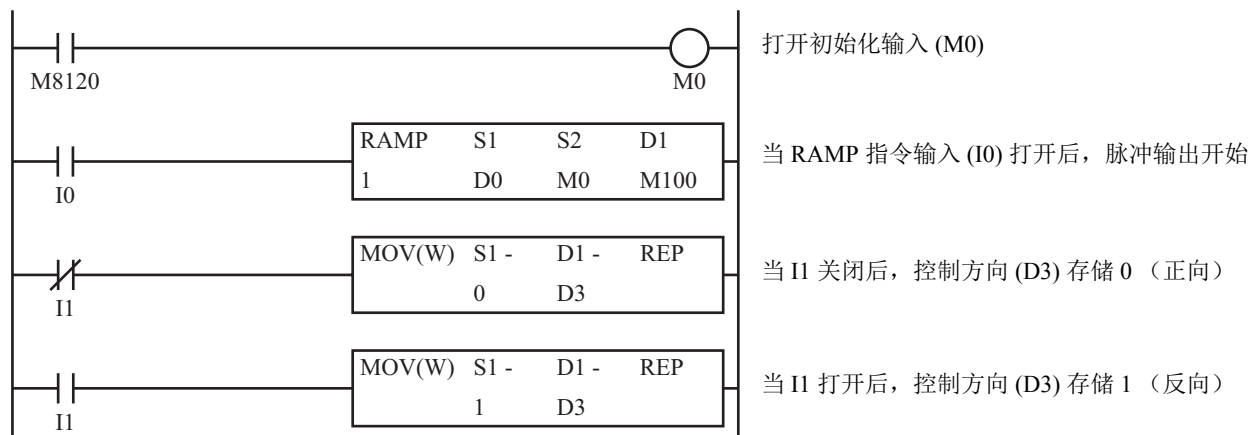 打开初始化输入 (M0)
M8120 M0
RAMP S1 S2 D1
1 D0 M0 M100
当 RAMP 指令输入 (I0) 打开后，脉冲输出开始
I0
MOV(W) S1 - D1 - REP
0 D3
当 I1 关闭后，控制方向 (D3) 存储 0 （正向）
I1
MOV(W) S1 - D1 - REP
1 D3
当 I1 打开后，控制方向 (D3) 存储 1 （反向）
I1